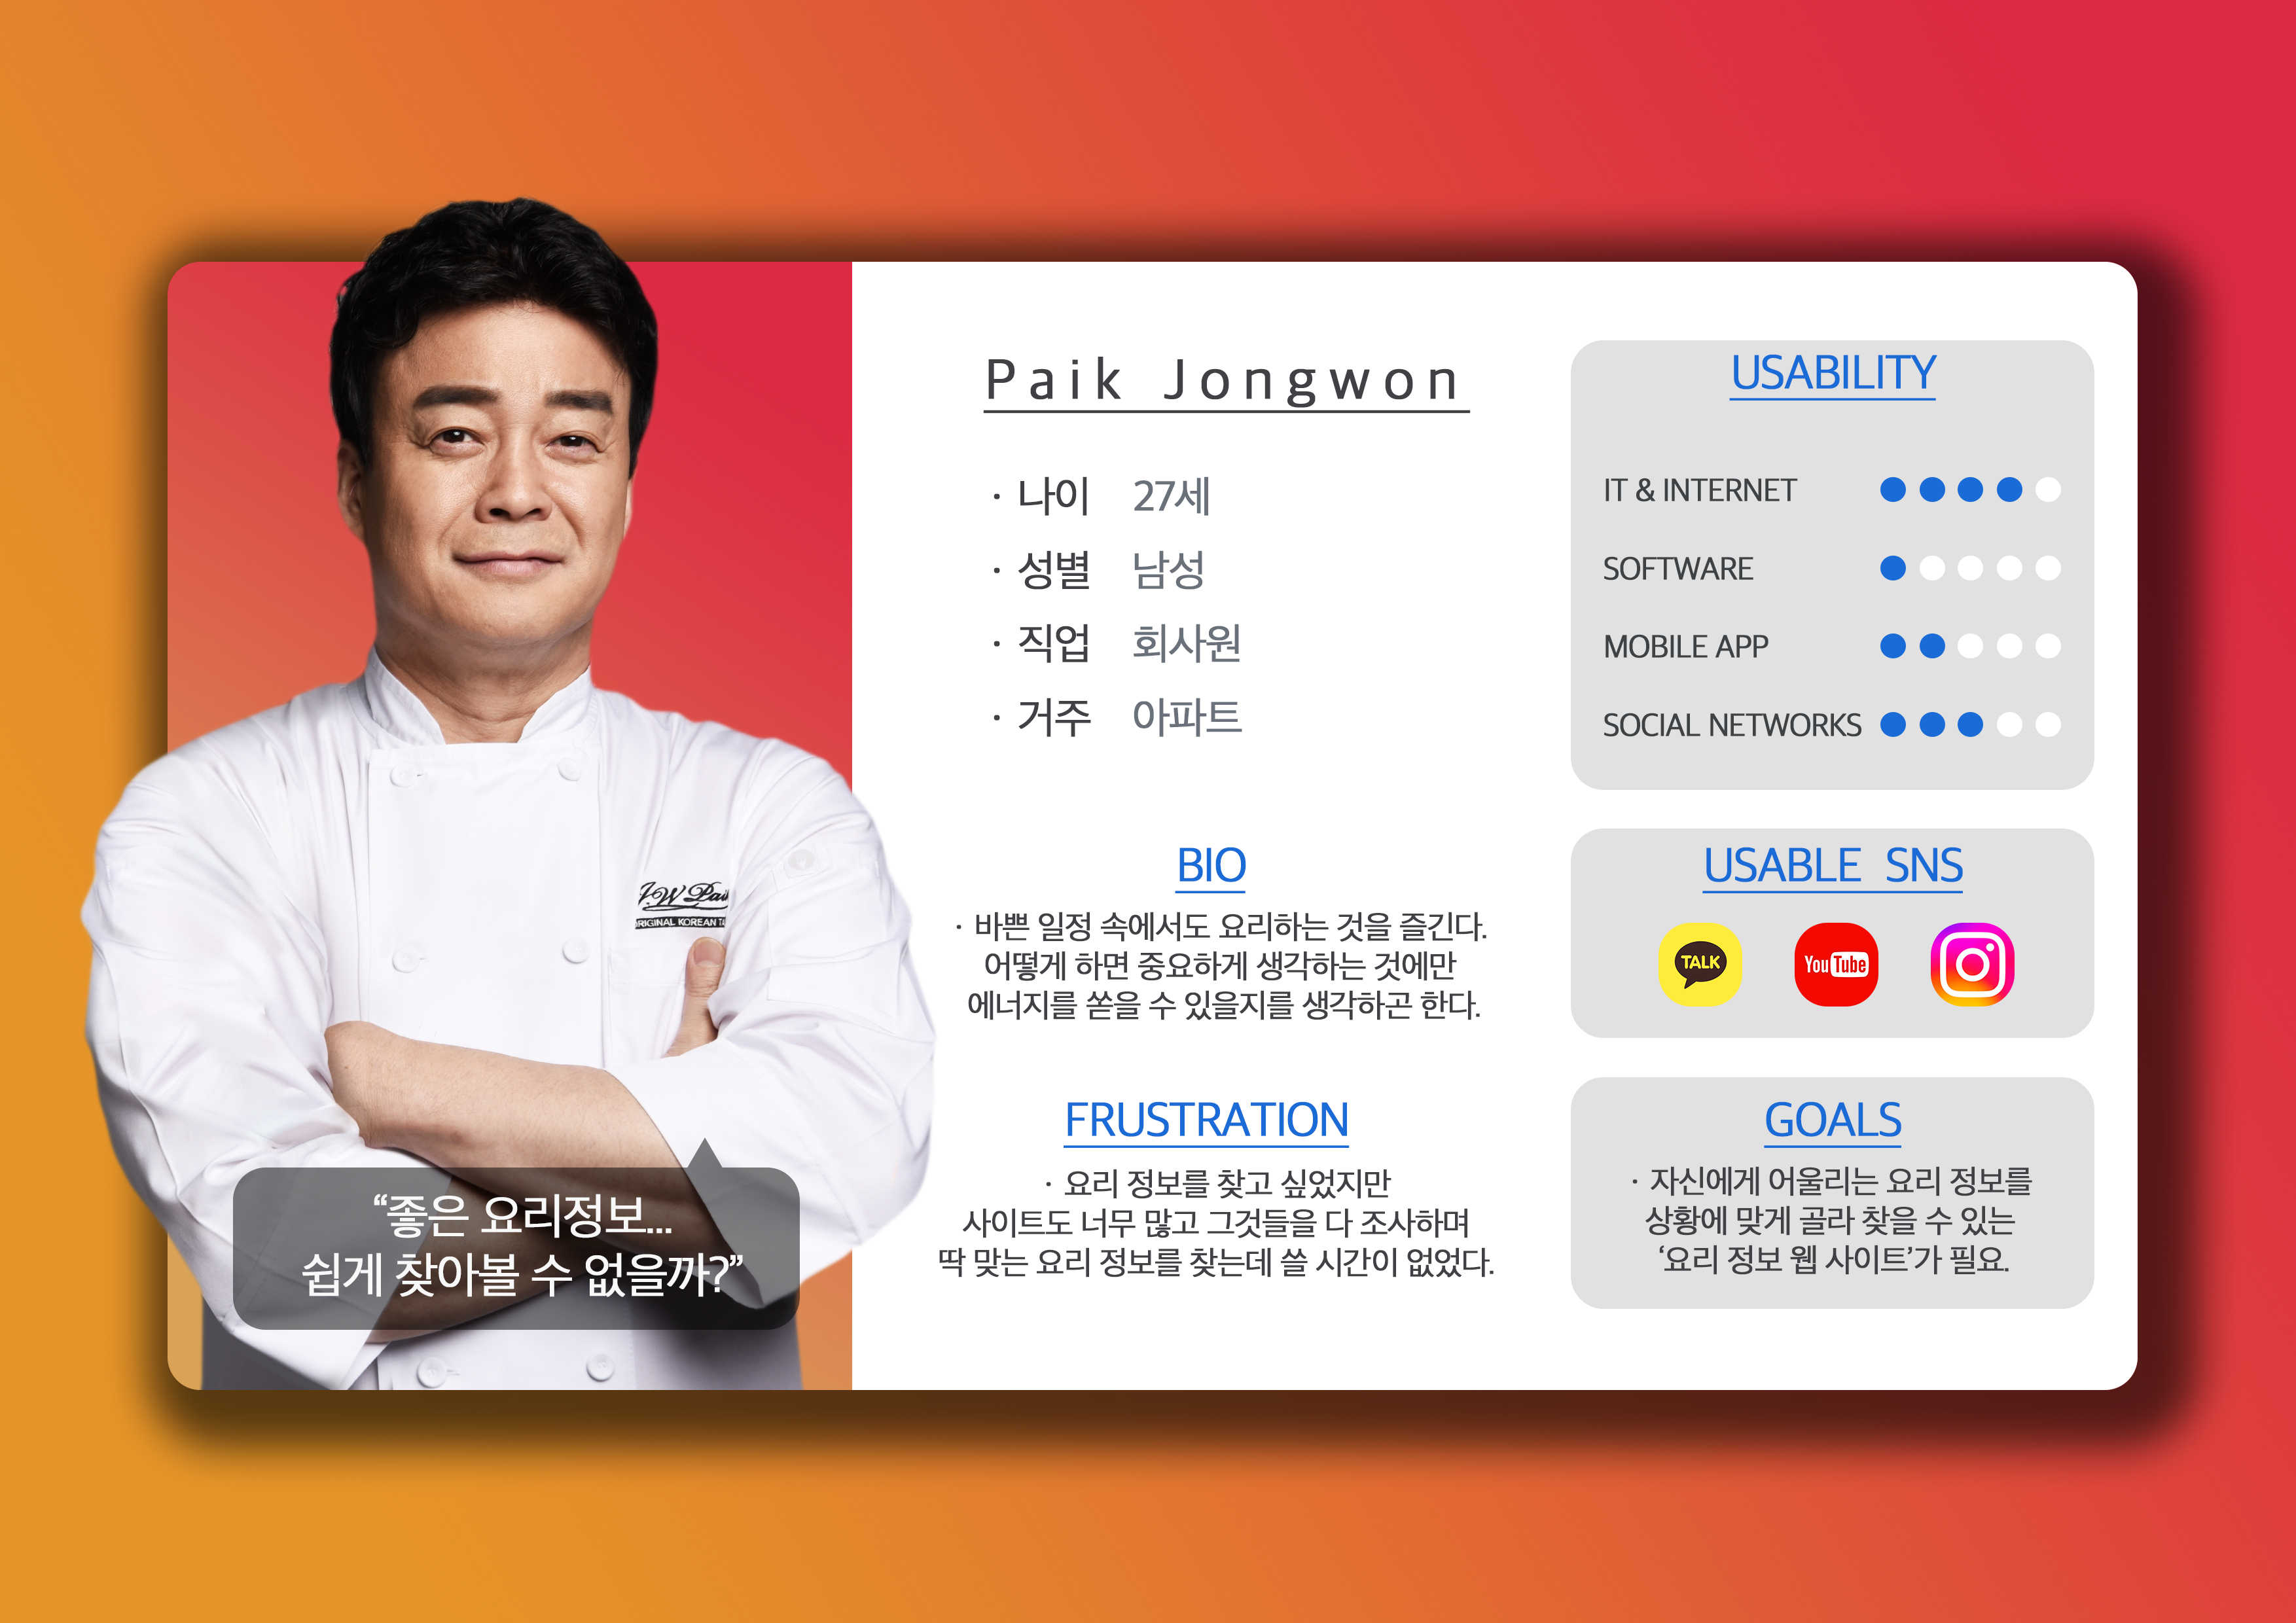 Paik Jongwon
· 나이 27세
· 성별 남성
· 직업 회사원
· 거주 아파트
BIO
· 바쁜 일정 속에서도 요리하는 것을 즐긴다.
어떻게 하면 중요하게 생각하는 것에만
에너지를 쏟을 수 있을지를 생각하곤 한다.
FRUSTRATION
· 요리 정보를 찾고 싶었지만
사이트도 너무 많고 그것들을 다 조사하며
딱 맞는 요리 정보를 찾는데 쓸 시간이 없었다.
USABILITY
IT & INTERNET
SOFTWARE
MOBILE APP
SOCIAL NETWORKS
USABLE SNS
TALK
YouTube
GOALS
· 자신에게 어울리는 요리 정보를
상황에 맞게 골라 찾을 수 있는
‘요리 정보 웹 사이트’가 필요.
J.W Pai
RIGINAL KOREAN TA
“좋은 요리정보...
쉽게 찾아볼 수 없을까?”